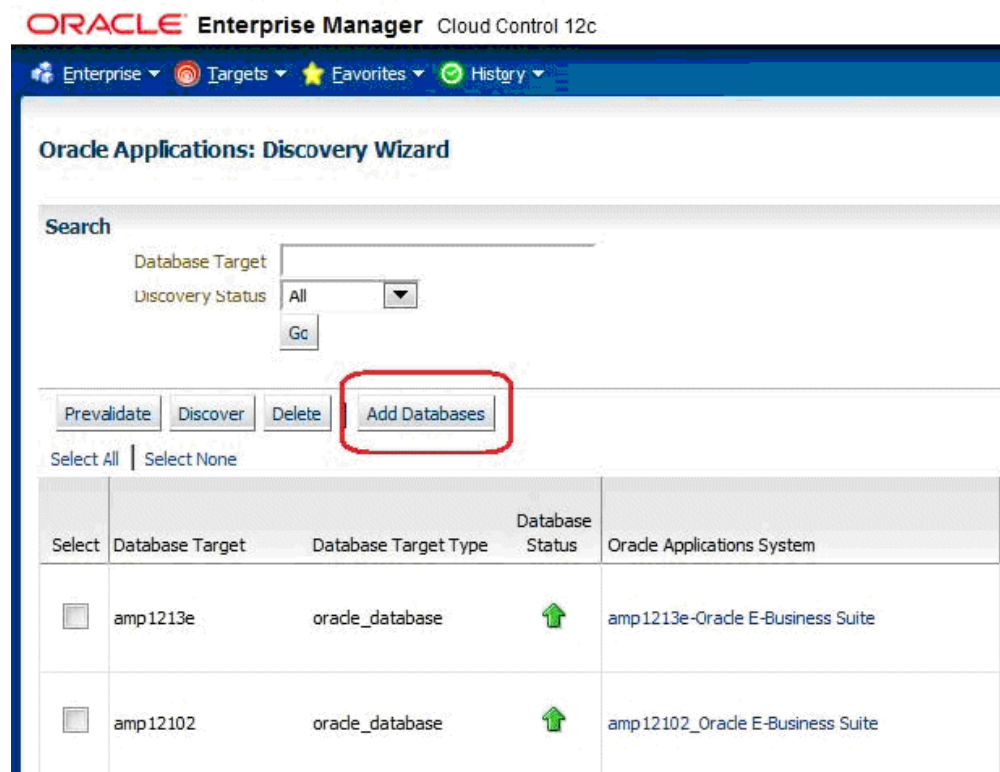 ORACLE Enterprise Manager Cloud Control 12c
Enterprise Targets Favorites History
Oracle Applications: Discovery Wizard
Search
Database Target
Discovery Status All
Go
Prevalidate Discover Delete | Add Databases
Select All | Select None
Select Database Target Database Target Type Database Status Oracle Applications System
amp1213e oracle_database amp1213e-Oracle E-Business Suite
amp12102 oracle_database amp12102_Oracle E-Business Suite